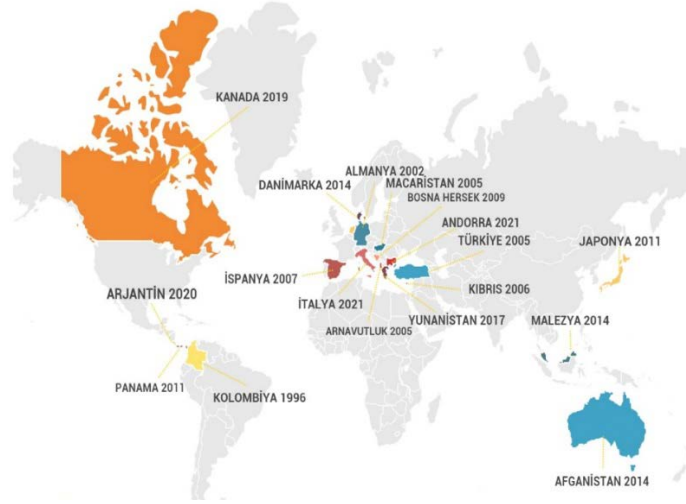 KANADA 2019
ALMANYA 2002
DANİMARKA 2014
MACARİSTAN 2005
BOSNA HERSEK 2009
ANDORRA 2021
TÜRKİYE 2005
JAPONYA 2011
İSPANYA 2007
ARJANTİN 2020
KIBRIS 2006
İTALYA 2021
YUNANİSTAN 2017
MALEZYA 2014
ARNAVUTLUK 2005
PANAMA 2011
KOLOMBİYA 1996
AFGANİSTAN 2014